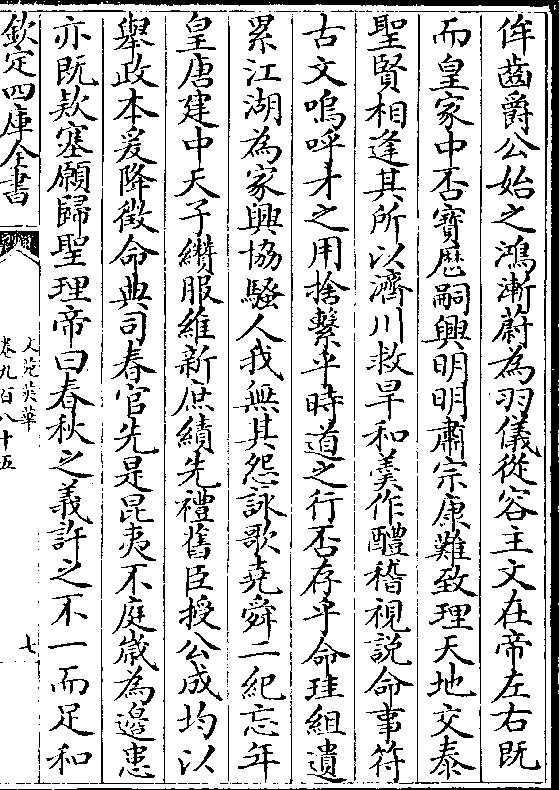 侔齒爵公始之鴻漸蔚為羽儀從容主文在帝左右既
而皇家中否寶厯嗣興明明肅宗康難致理天地交泰
聖賢相逢其所以濟川救旱和羮作醴稽視説命事符
古文嗚呼才之用捨繫乎時道之行否存乎命珪組遺
累江湖為家興協騷人我無其怨詠歌堯舜二紀忘年
皇唐建中天子纘服維新庶績先禮舊臣授公成均以
舉政本爰降徵命典司春官先是昆夷不庭嵗為邉患
亦既欵塞願歸聖理帝曰春秋之義許之不一而足和
欽定四庫全書
文苑英華
卷九百八十五
七